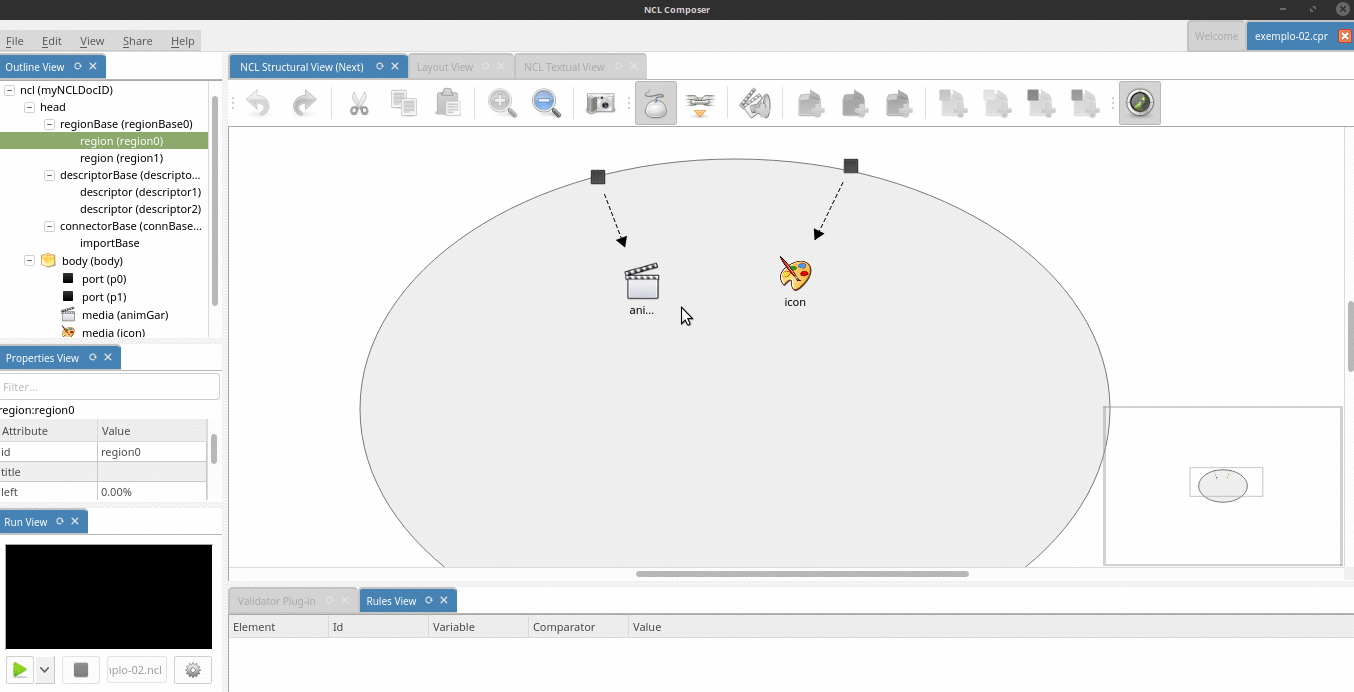 NCL Composer
File Edit View Share Help
Welcome exemplo-02.cpr
Outline View
NCL Structural View (Next) Layout View NCL Textual View
ncl (myNCLDocID)
head
regionBase (regionBase0)
region (region0)
region (region1)
descriptorBase (descripto...
descriptor (descriptor1)
descriptor (descriptor2)
connectorBase (connBase...
importBase
body (body)
port (p0)
port (p1)
media (animGar)
media (icon)
ani...
icon
Properties View
Filter...
region:region0
Attribute Value
id region0
title
left 0.00%
Run View
plo-02.ncl
Validator Plug-in Rules View
Element Id Variable Comparator Value